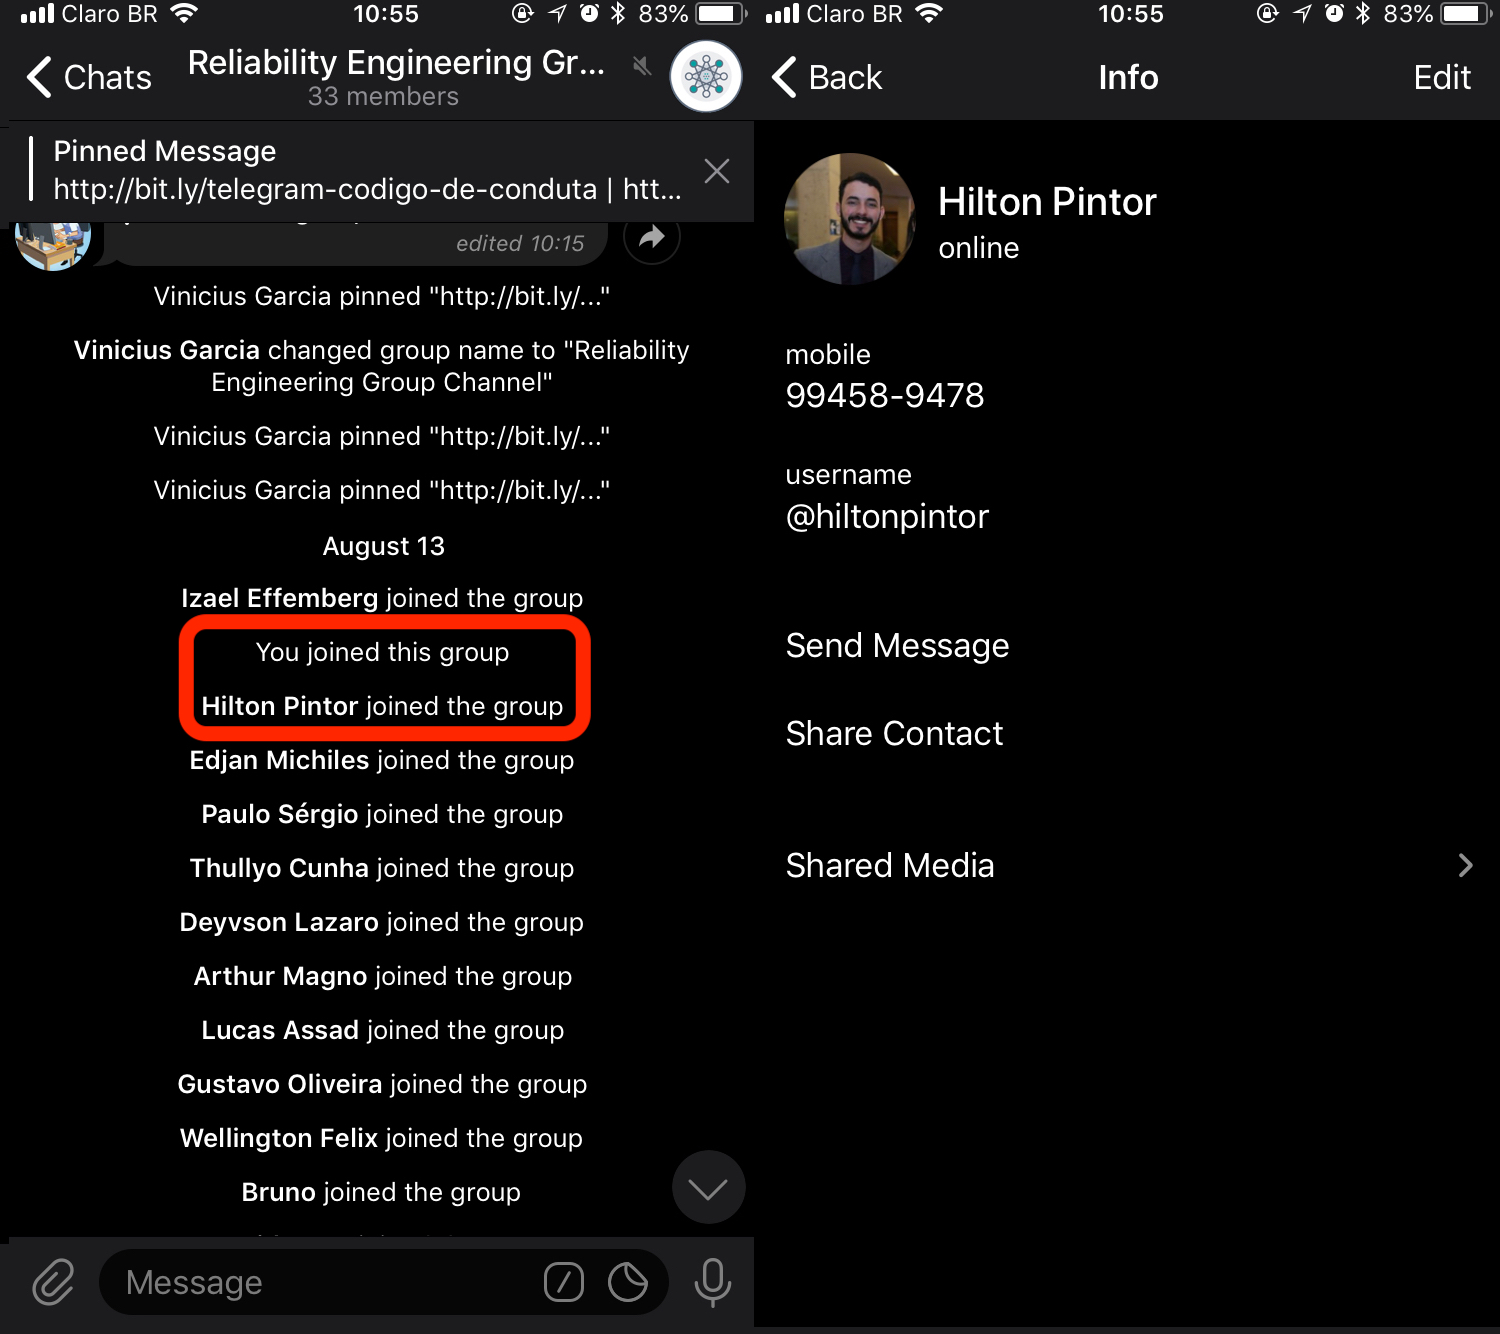 Claro BR 10:55 83%
Chats
Reliability Engineering Gr...
33 members
Pinned Message
http://bit.ly/telegram-codigo-de-conduta | htt...
edited 10:15
Vinicius Garcia pinned "http://bit.ly/..."
Vinicius Garcia changed group name to "Reliability
Engineering Group Channel"
Vinicius Garcia pinned "http://bit.ly/..."
Vinicius Garcia pinned "http://bit.ly/..."
August 13
Izael Effemberg joined the group
You joined this group
Hilton Pintor joined the group
Edjan Michiles joined the group
Paulo Sérgio joined the group
Thullyo Cunha joined the group
Deyvson Lazaro joined the group
Arthur Magno joined the group
Lucas Assad joined the group
Gustavo Oliveira joined the group
Wellington Felix joined the group
Bruno joined the group
Message
Claro BR 10:55 83%
Back Info Edit
Hilton Pintor
online
mobile
99458-9478
username
@hiltonpintor
Send Message
Share Contact
Shared Media